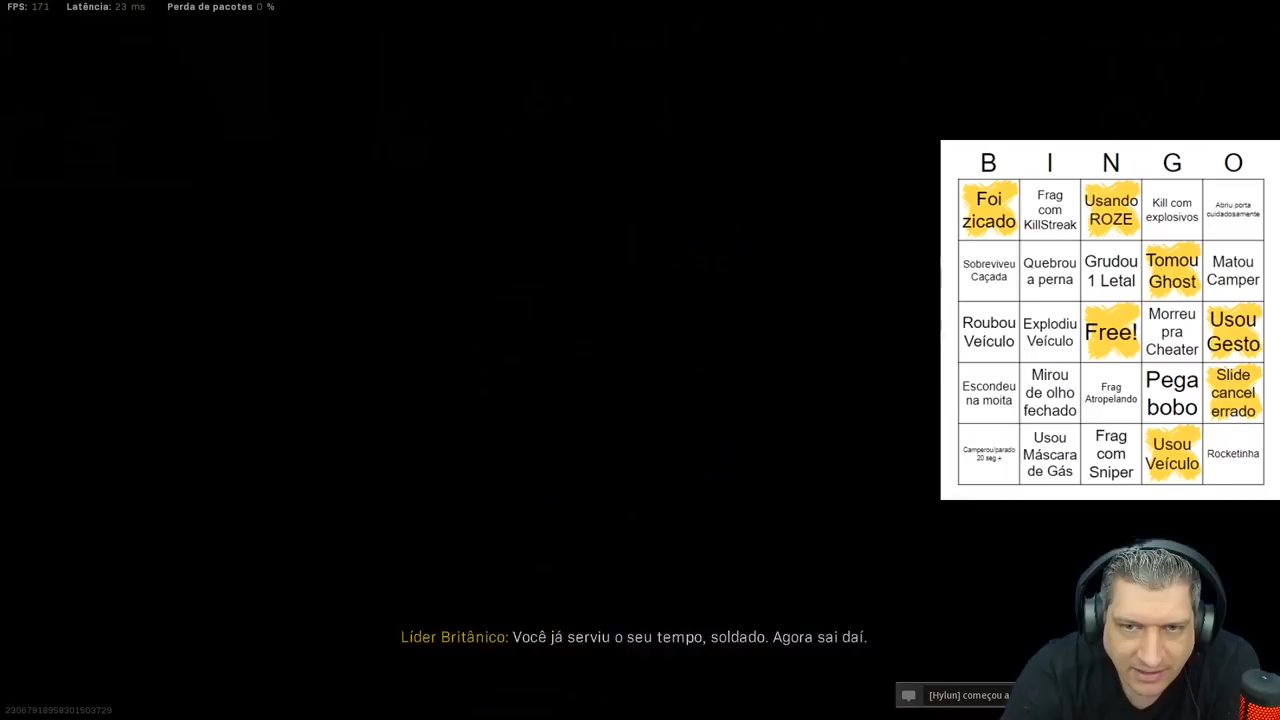 FPS: 171 Latência: 23 ms Perda de pacotes 0 %
B I N G O
Foi
zicado
Frag
com
KillStreak
Usando
ROZE
Kill com
explosivos
Abriu porta
cuidadosamente
Sobreviveu
Caçada
Quebrou
a perna
Grudou
1 Letal
Tomou
Ghost
Matou
Camper
Roubou
Veículo
Explodiu
Veículo
Free!
Morreu
pra
Cheater
Usou
Gesto
Escondeu
na moita
Mirou
de olho
fechado
Frag
Atropelando
Pega
bobo
Slide
cancel
errado
Camperou/parado
20 seg.+
Usou
Máscara
de Gás
Frag
com
Sniper
Usou
Veículo
Rocketinha
Líder Britânico: Você já serviu o seu tempo, soldado. Agora sai daí.
[Hylun] começou a